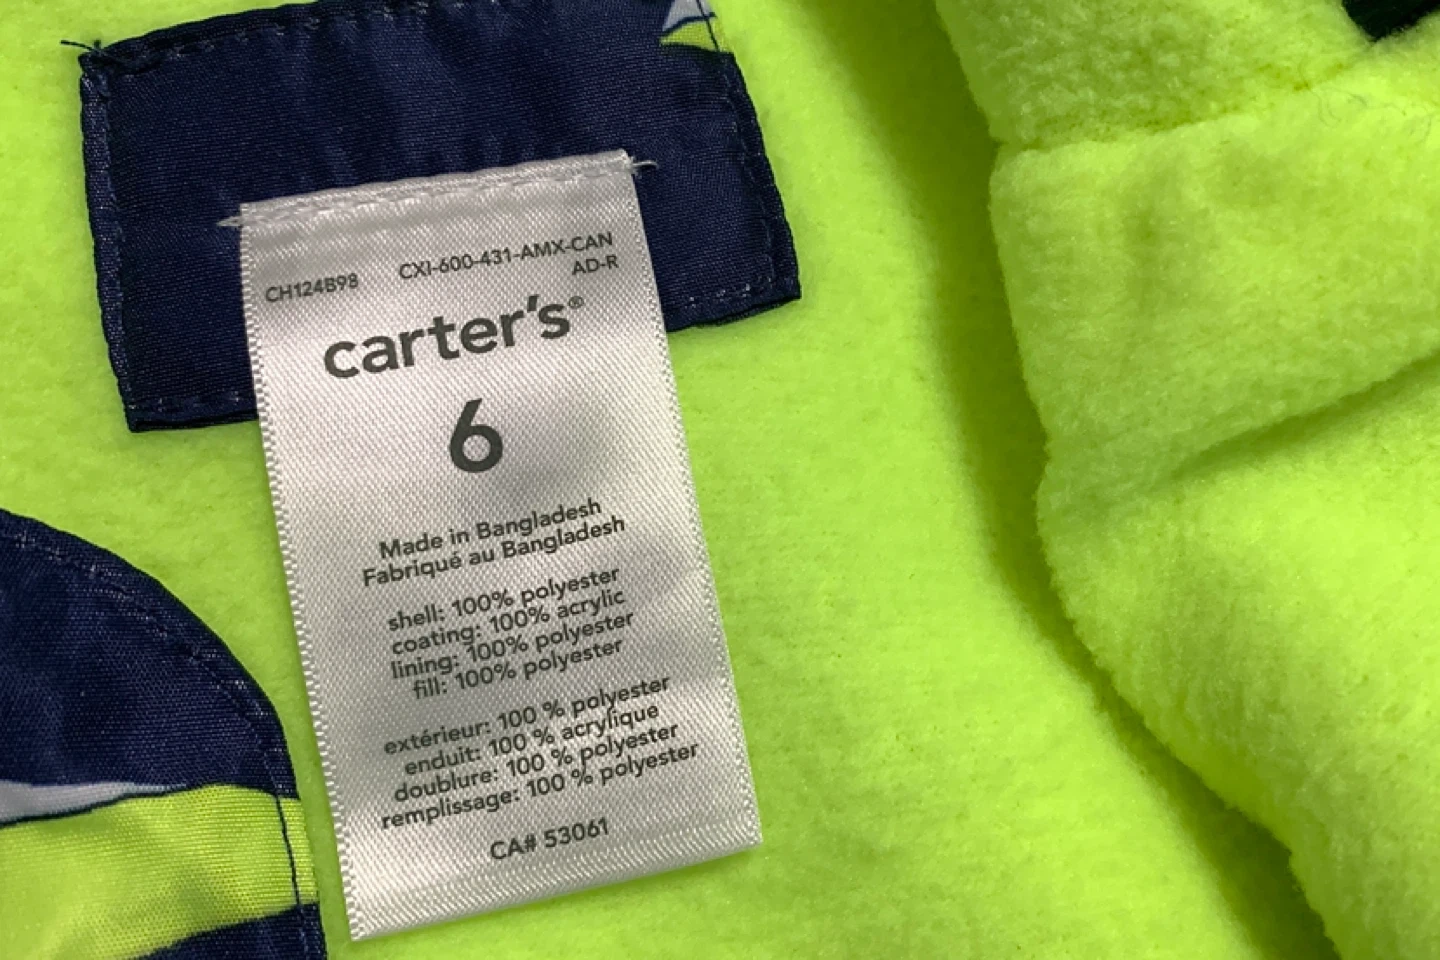 CH124B98 CXI-600-431-AMX-CAN
AD-R
carter's®
6
Made in Bangladesh
Fabriqué au Bangladesh
shell: 100% polyester
coating: 100% acrylic
lining: 100% polyester
fill: 100% polyester
extérieur: 100 % polyester
enduit: 100 % acrylique
doublure: 100 % polyester
remplissage: 100 % polyester
CA# 53061